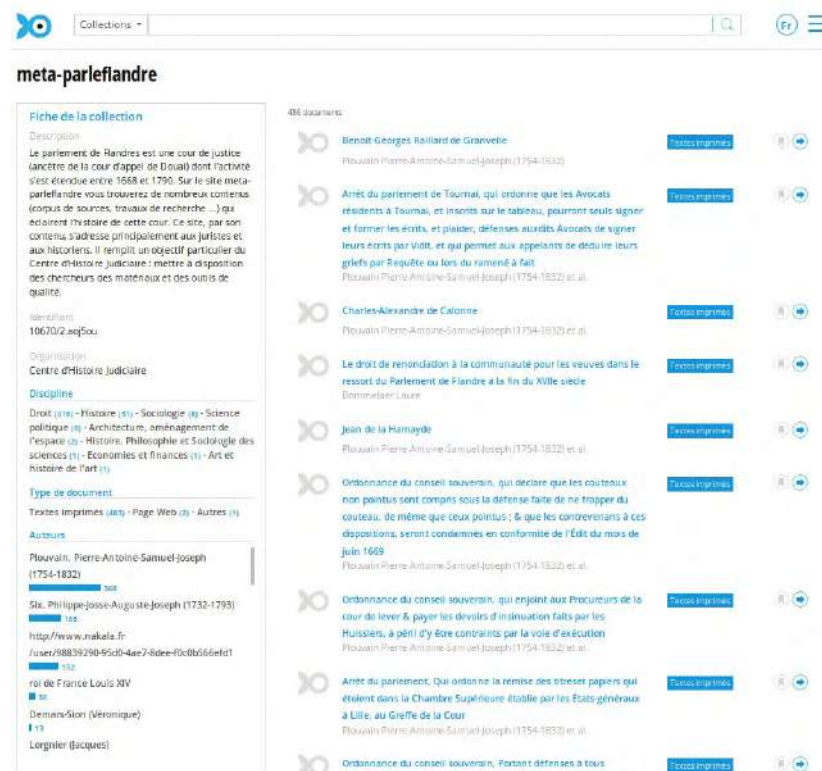 Collections
Fr
meta-parleflandre
Fiche de la collection
Description
Le parlement de Flandres est une cour de justice
(ancêtre de la cour d'appel de Douai) dont l'activité
s'est étendue entre 1668 et 1790. Sur le site meta-
parleflandre vous trouverez de nombreux contenus
(corpus de sources, travaux de recherche ...) qui
éclairent l'histoire de cette cour. Ce site, par son
contenu, s'adresse principalement aux juristes et
aux historiens. Il remplit un objectif particulier du
Centre d'Histoire Judiciaire : mettre à disposition
des chercheurs des matériaux et des outils de
qualité.
Identifiant
10670/2.aoj5ou
Organisation
Centre d'Histoire Judiciaire
Discipline
Droit (416) - Histoire (51) - Sociologie (8) - Science
politique - Architecture, aménagement de
l'espace (2) - Histoire, Philosophie et Sociologie des
sciences (1) - Economies et finances (1) - Art et
histoire de l'art (1)
Type de document
Textes imprimés (483) - Page Web (2) - Autres (1)
Auteurs
Plouvain, Pierre-Antoine-Samuel-Joseph
(1754-1832)
368
Six, Philippe-Josse-Auguste-Joseph (1732-1793)
165
http://www.nakala.fr
/user/98839290-95d0-4ae7-8dee-f0c0b566efd1
152
roi de France Louis XIV
Demars-Sion (Véronique)
13
Lorgnier (Jacques)
486 documents
Benoît-Georges Raillard de Granvelle
Textes imprimés
Plouvain Pierre-Antoine-Samuel-Joseph (1754-1832)
Arrêt du parlement de Tournai, qui ordonne que les Avocats
Textes imprimés
résidents à Tournai, et inscrits sur le tableau, pourront seuls signer
et former les écrits, et plaider, défenses auxdits Avocats de signer
leurs écrits par Vidit, et qui permet aux appelants de déduire leurs
griefs par Requête ou lors du ramené à fait
Plouvain Pierre-Antoine-Samuel-Joseph (1754-1832) et al.
Charles-Alexandre de Calonne
Textes imprimés
Plouvain Pierre-Antoine-Samuel-Joseph (1754-1832) et al.
Le droit de renonciation à la communauté pour les veuves dans le
Textes imprimés
ressort du Parlement de Flandre à la fin du XVIIe siècle
Dommelaer Laure
Jean de la Hamayde
Textes imprimés
Plouvain Pierre-Antoine-Samuel-Joseph (1754-1832) et al.
Ordonnance du conseil souverain, qui déclare que les couteaux
Textes imprimés
non pointus sont compris sous la défense faite de ne frapper du
couteau, de même que ceux pointus ; & que les contrevenans à ces
dispositions, seront condamnés en conformité de l'Édit du mois de
juin 1669
Plouvain Pierre-Antoine-Samuel-Joseph (1754-1832) et al.
Ordonnance du conseil souverain, qui enjoint aux Procureurs de la
Textes imprimés
cour de lever & payer les devoirs d'insinuation faits par les
Huissiers, à péril d'y être contraints par la voie d'exécution
Plouvain Pierre-Antoine-Samuel-Joseph (1754-1832) et al.
Arrêt du parlement, Qui ordonne la remise des titreset papiers qui
Textes imprimés
étoient dans la Chambre Supérieure établie par les États-généraux
à Lille, au Greffe de la Cour
Plouvain Pierre-Antoine-Samuel-Joseph (1754-1832) et al.
Ordonnance du conseil souverain, Portant défenses à tous
Textes imprimés